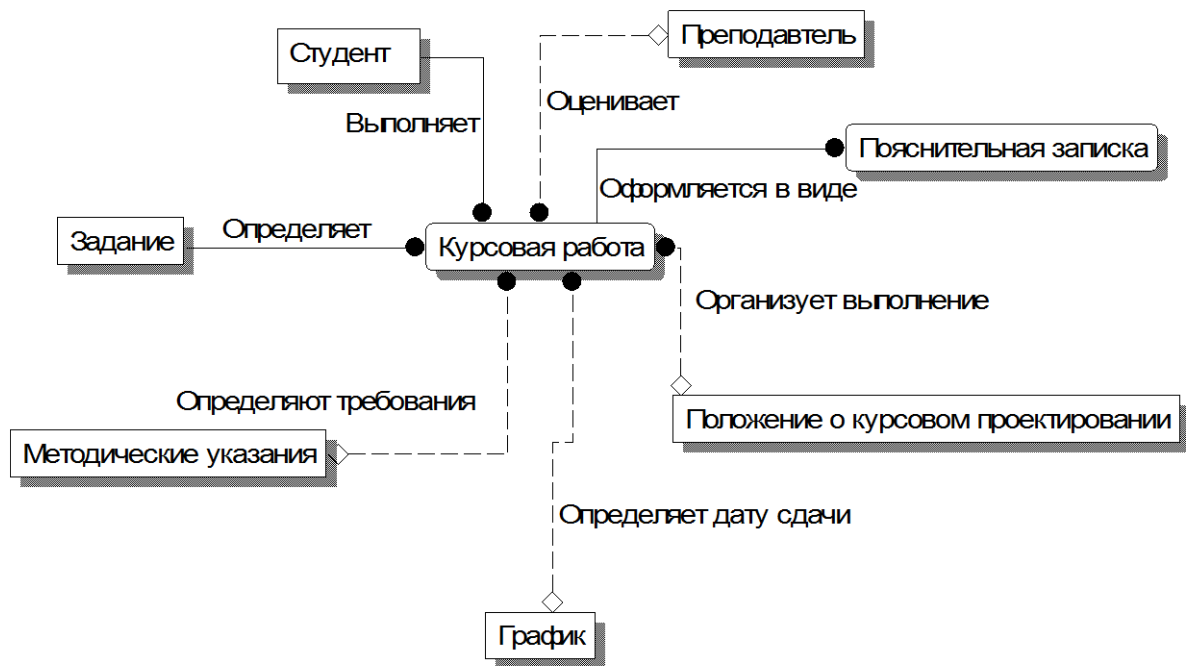 Преподавтель
Студент
Оценивает
Выполняет
Пояснительная записка
Оформляется в виде
Определяет
Задание
Курсовая работа
Организует выполнение
Определяют требования
Положение о курсовом проектировании
Методические указания
Определяет дату сдачи
График